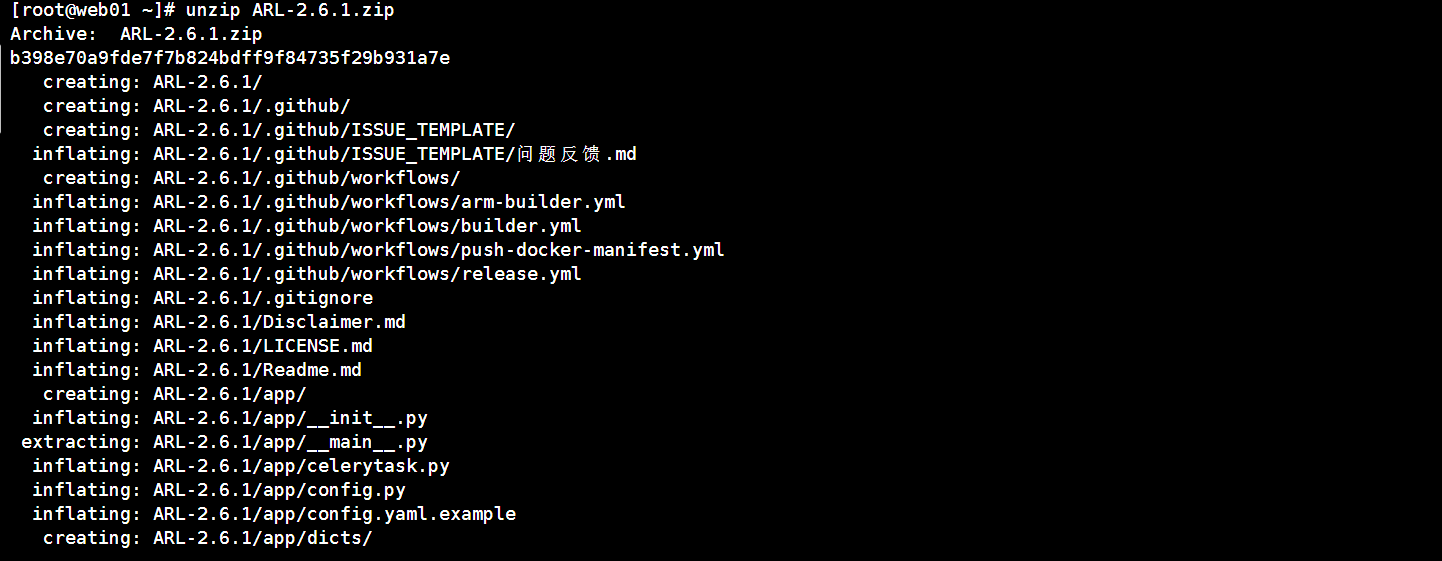 [root@web01 ~]# unzip ARL-2.6.1.zip
Archive:  ARL-2.6.1.zip
b398e70a9fde7f7b824bdff9f84735f29b931a7e
   creating: ARL-2.6.1/
   creating: ARL-2.6.1/.github/
   creating: ARL-2.6.1/.github/ISSUE_TEMPLATE/
  inflating: ARL-2.6.1/.github/ISSUE_TEMPLATE/问题反馈.md
   creating: ARL-2.6.1/.github/workflows/
  inflating: ARL-2.6.1/.github/workflows/arm-builder.yml
  inflating: ARL-2.6.1/.github/workflows/builder.yml
  inflating: ARL-2.6.1/.github/workflows/push-docker-manifest.yml
  inflating: ARL-2.6.1/.github/workflows/release.yml
  inflating: ARL-2.6.1/.gitignore
  inflating: ARL-2.6.1/Disclaimer.md
  inflating: ARL-2.6.1/LICENSE.md
  inflating: ARL-2.6.1/Readme.md
   creating: ARL-2.6.1/app/
  inflating: ARL-2.6.1/app/__init__.py
 extracting: ARL-2.6.1/app/__main__.py
  inflating: ARL-2.6.1/app/celerytask.py
  inflating: ARL-2.6.1/app/config.py
  inflating: ARL-2.6.1/app/config.yaml.example
   creating: ARL-2.6.1/app/dicts/